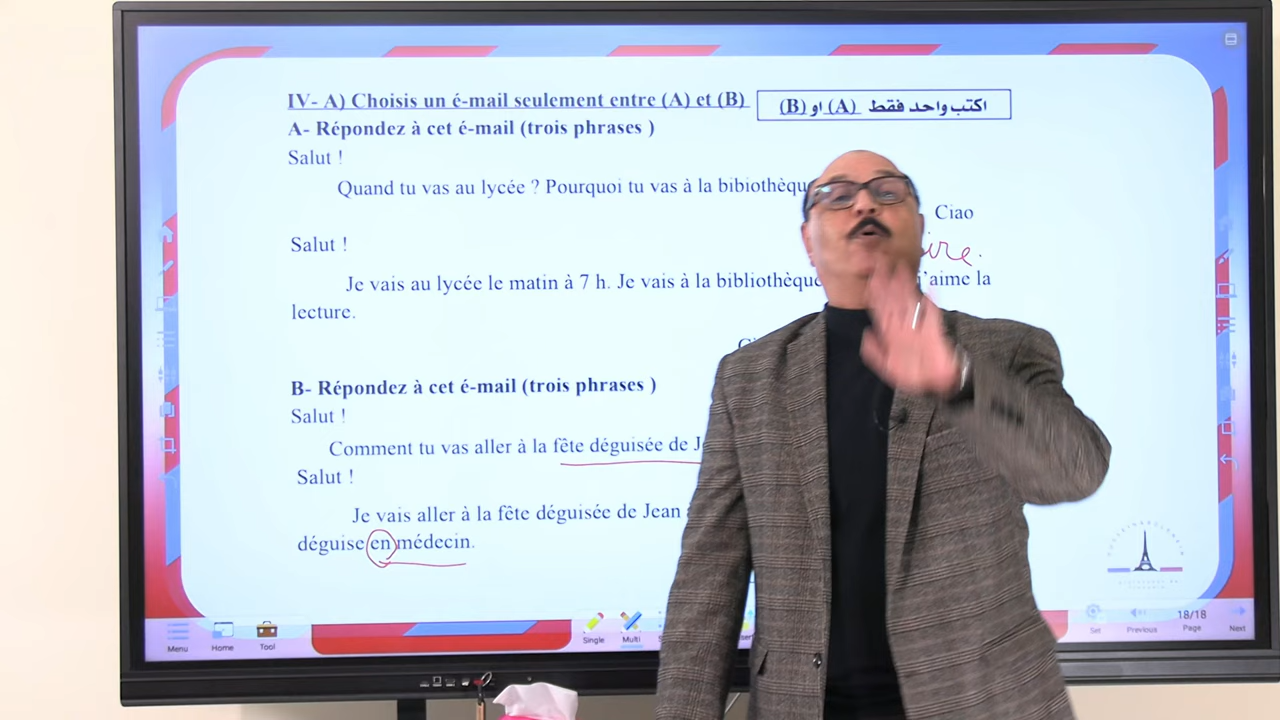 IV- A) Choisis un é-mail seulement entre (A) et (B)
اكتب واحد فقط (A) او (B)
A- Répondez à cet é-mail (trois phrases )
Salut !
Quand tu vas au lycée ? Pourquoi tu vas à la
Ciao
Salut !
Je vais au lycée le matin à 7 h. Je vais à la j'aime la
lecture.
B- Répondez à cet é-mail (trois phrases )
Salut !
Comment tu vas aller à la fête déguisée de
Salut !
Je vais aller à la fête déguisée de Jean
déguise en médecin.
Menu
Home
Tool
Single
Multi
Set
Previous
18/18
Page
Next